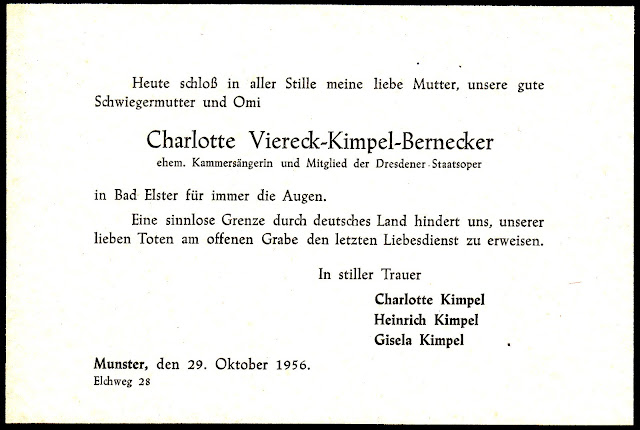 Heute schloß in aller Stille meine liebe Mutter, unsere gute
Schwiegermutter und Omi
Charlotte Viereck-Kimpel-Bernecker
ehem. Kammersängerin und Mitglied der Dresdener Staatsoper
in Bad Elster für immer die Augen.
Eine sinnlose Grenze durch deutsches Land hindert uns, unserer
lieben Toten am offenen Grabe den letzten Liebesdienst zu erweisen.
In stiller Trauer
Charlotte Kimpel
Heinrich Kimpel
Gisela Kimpel
Munster, den 29. Oktober 1956.
Elchweg 28